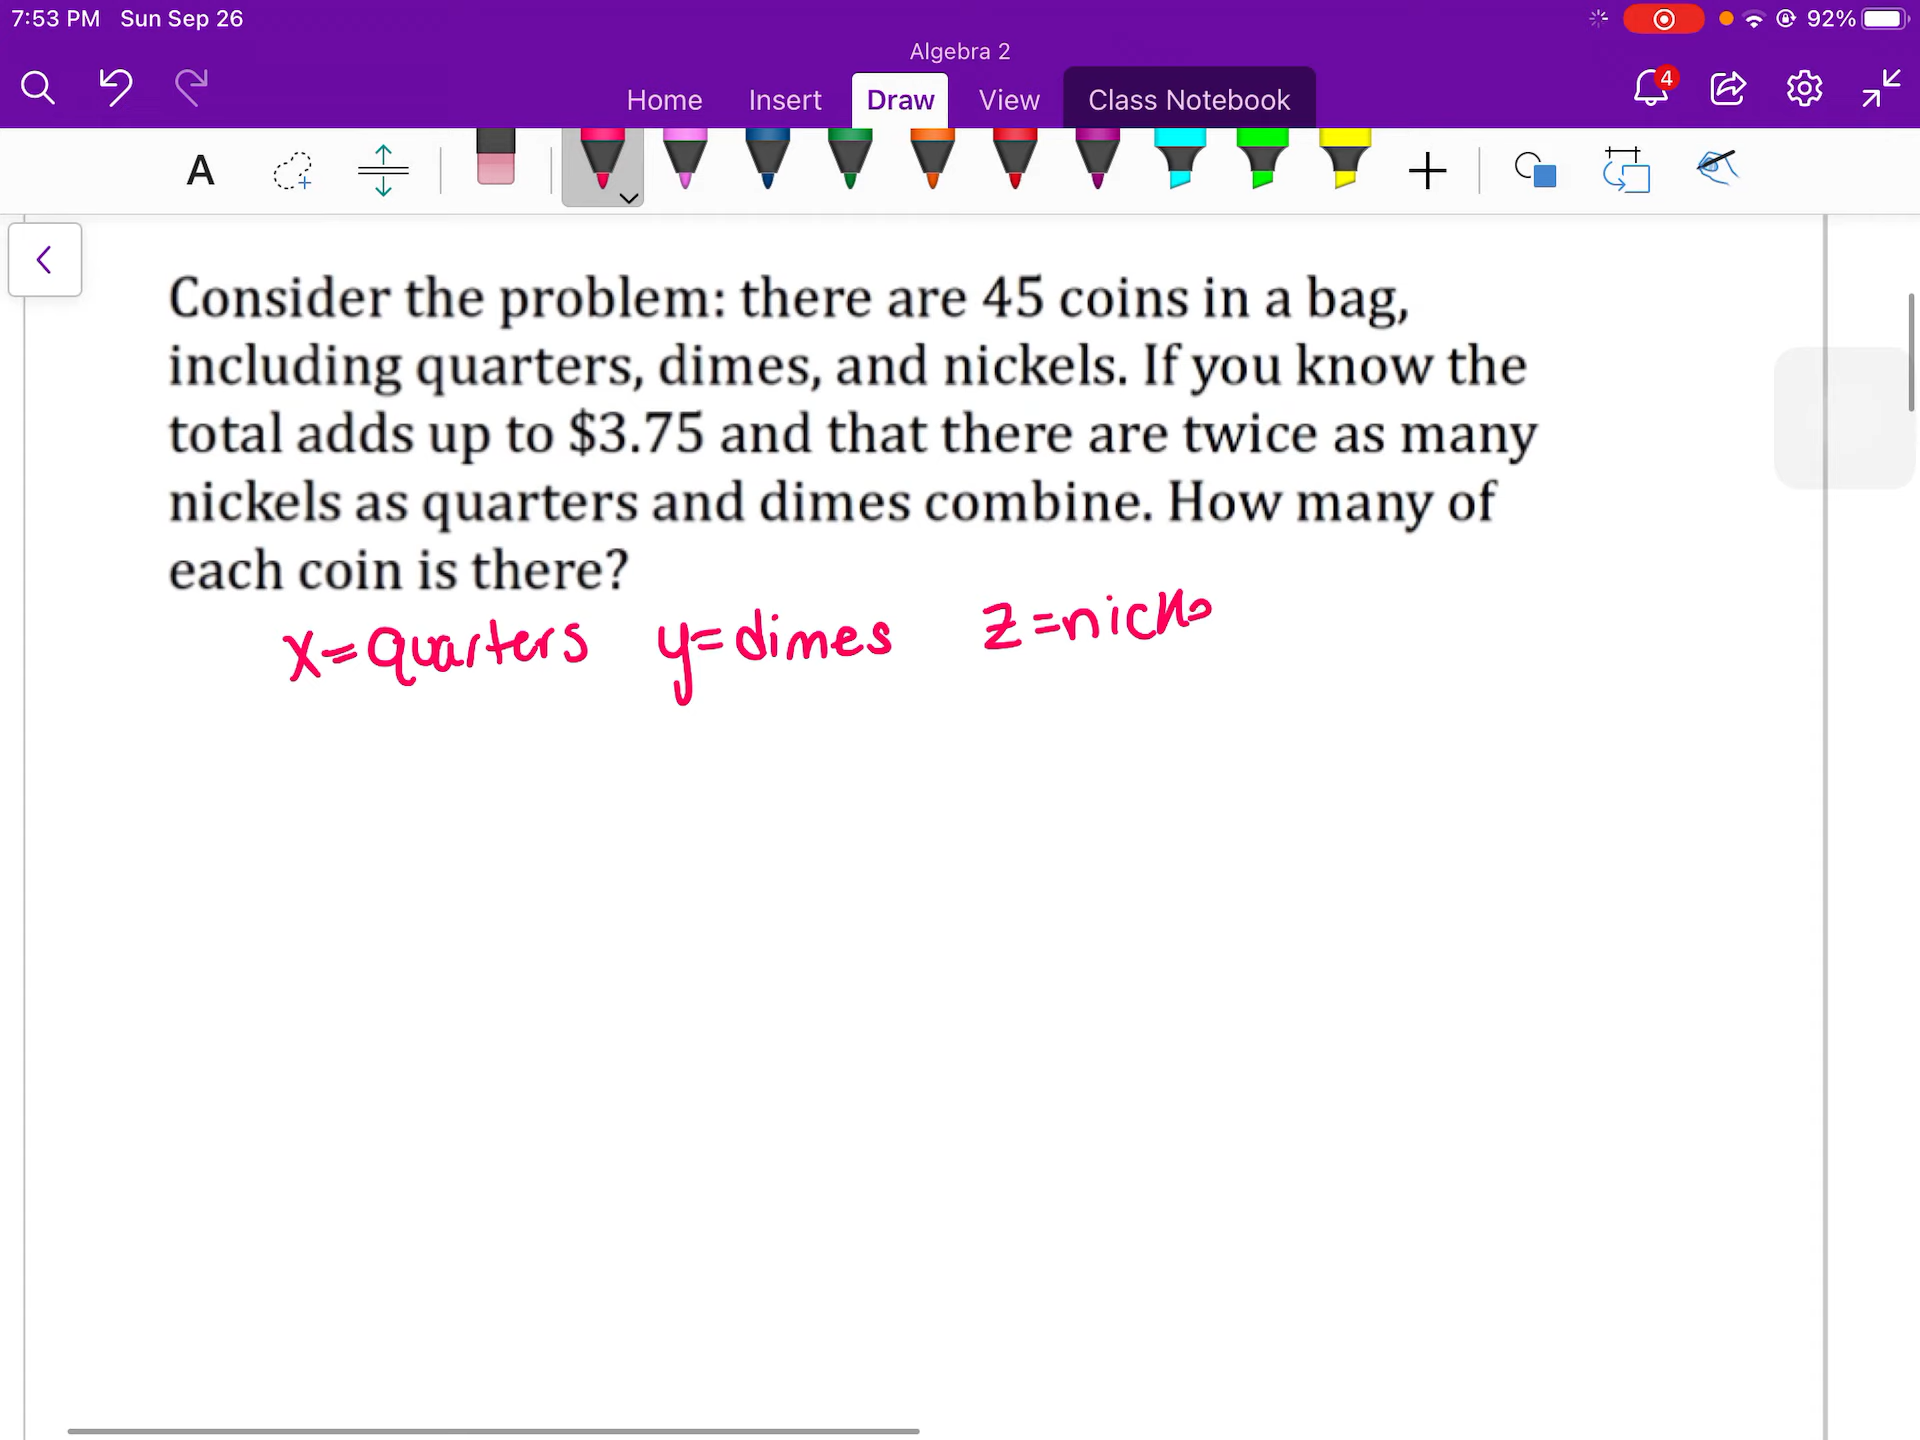 7:53 PM Sun Sep 26 92%
Algebra 2
Home Insert Draw View Class Notebook 4
A
Consider the problem: there are 45 coins in a bag,
including quarters, dimes, and nickels. If you know the
total adds up to $3.75 and that there are twice as many
nickels as quarters and dimes combine. How many of
each coin is there?
x=quarters y=dimes z=nick